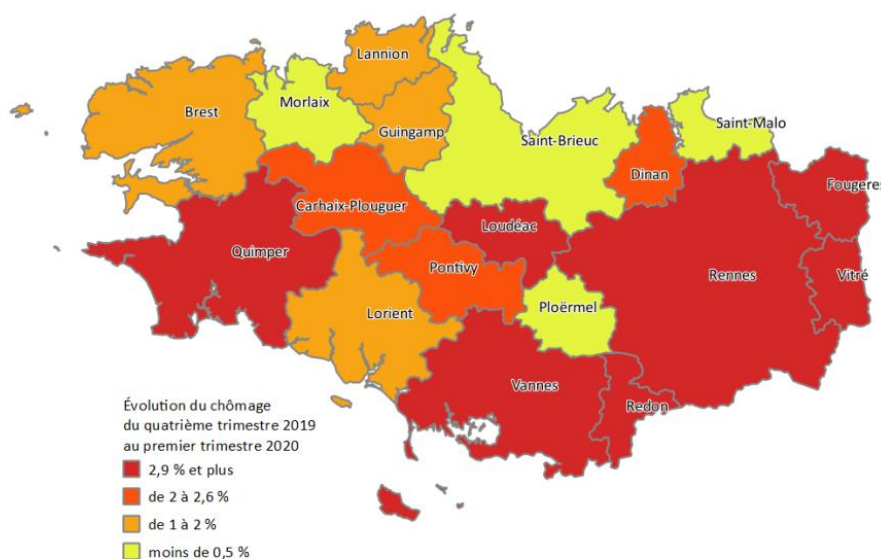 Lannion
Brest
Morlaix
Guingamp
Saint-Brieuc
Saint-Malo
Dinan
Fougères
Carhaix-Plouguer
Loudéac
Quimper
Pontivy
Rennes
Vitré
Ploërmel
Lorient
Vannes
Redon
Évolution du chômage
du quatrième trimestre 2019
au premier trimestre 2020
2,9 % et plus
de 2 à 2,6 %
de 1 à 2 %
moins de 0,5 %